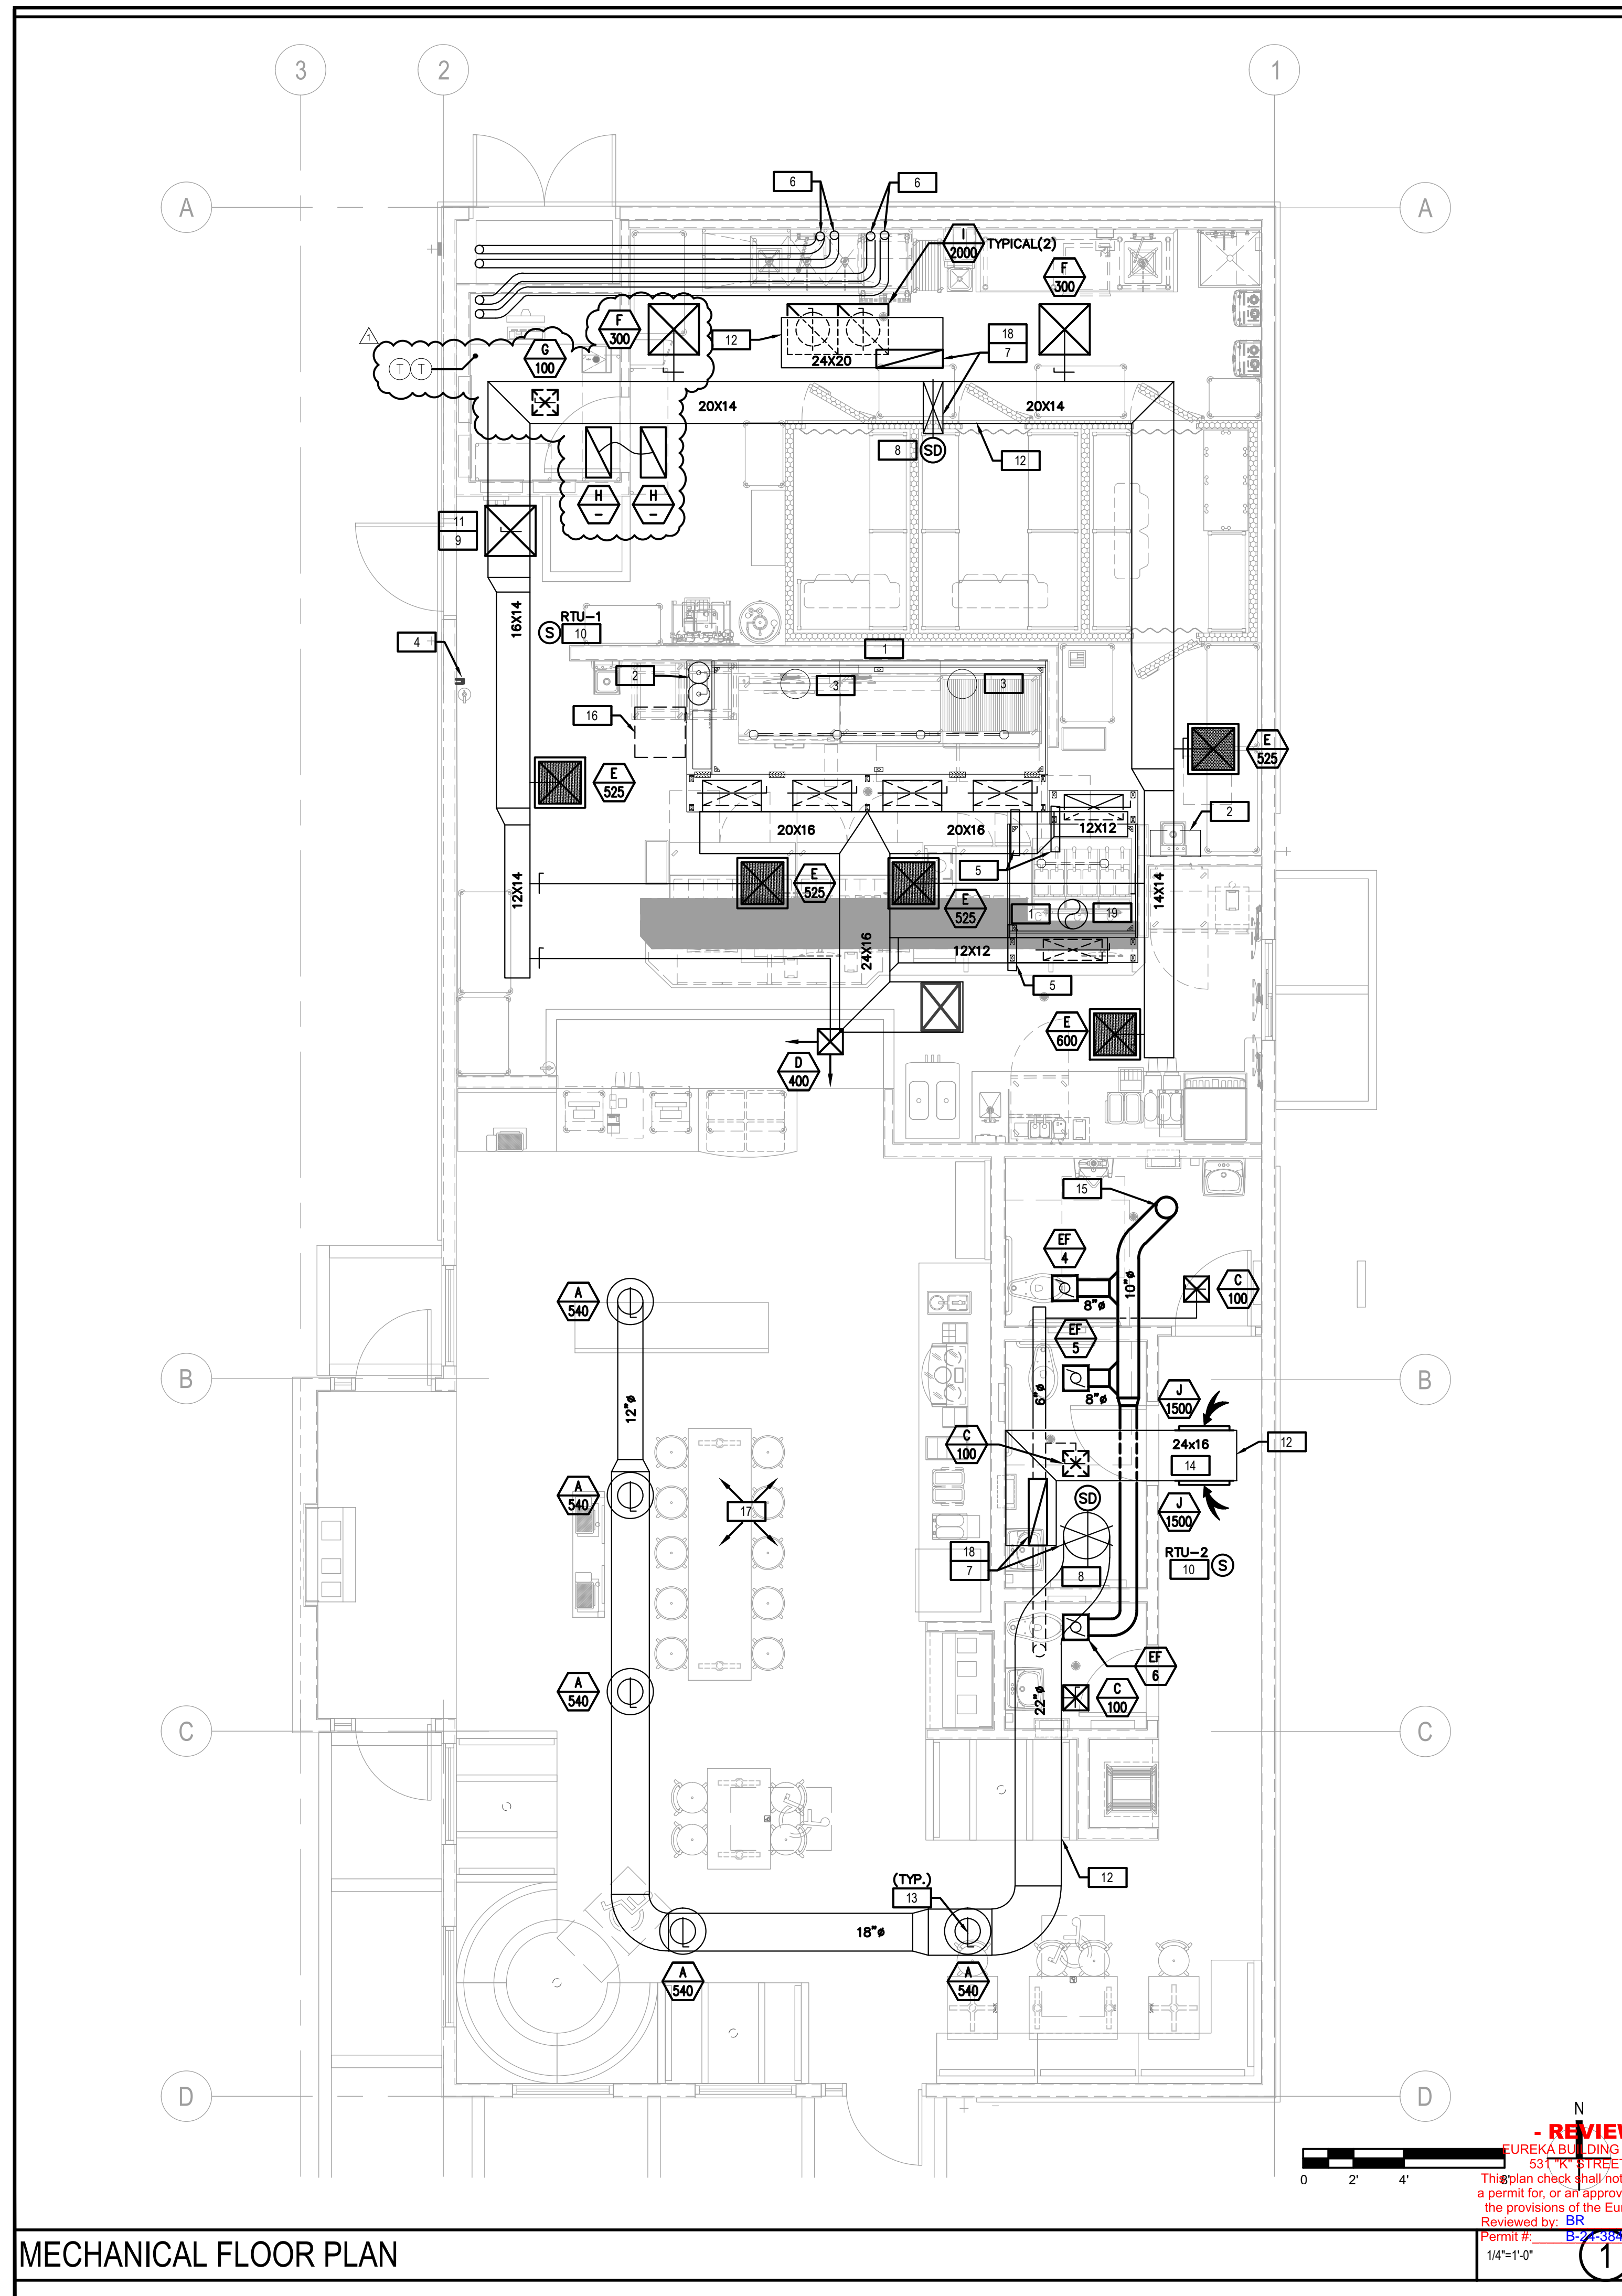 3
2
1
A
A
6
6
I
2000
TYPICAL(2)
F
300
F
300
1
G
100
12
18
7
24X20
T
T
20X14
20X14
8
SD
12
H
-
H
-
11
9
16X14
RTU-1
S
10
4
1
2
3
3
16
E
525
E
525
2
20X16
20X16
12X12
5
E
525
E
525
12X14
14X14
1
19
24X16
12X12
5
E
600
D
400
15
EF
4
10"ø
8"ø
C
100
A
540
EF
5
B
B
6"ø
8"ø
J
1500
12"ø
C
100
24x16
12
14
A
540
SD
J
1500
17
18
7
8
RTU-2
10
S
EF
6
A
540
C
100
22"ø
C
C
12
(TYP.)
13
18"ø
A
540
A
540
D
D
N
- REVIEW
EUREKA BUILDING
531 "K" STREET
0
2'
4'
8'
This plan check shall not
a permit for, or an approv
the provisions of the Eur
Reviewed by: BR
Permit #: B-24-384
MECHANICAL FLOOR PLAN
1/4"=1'-0"
1